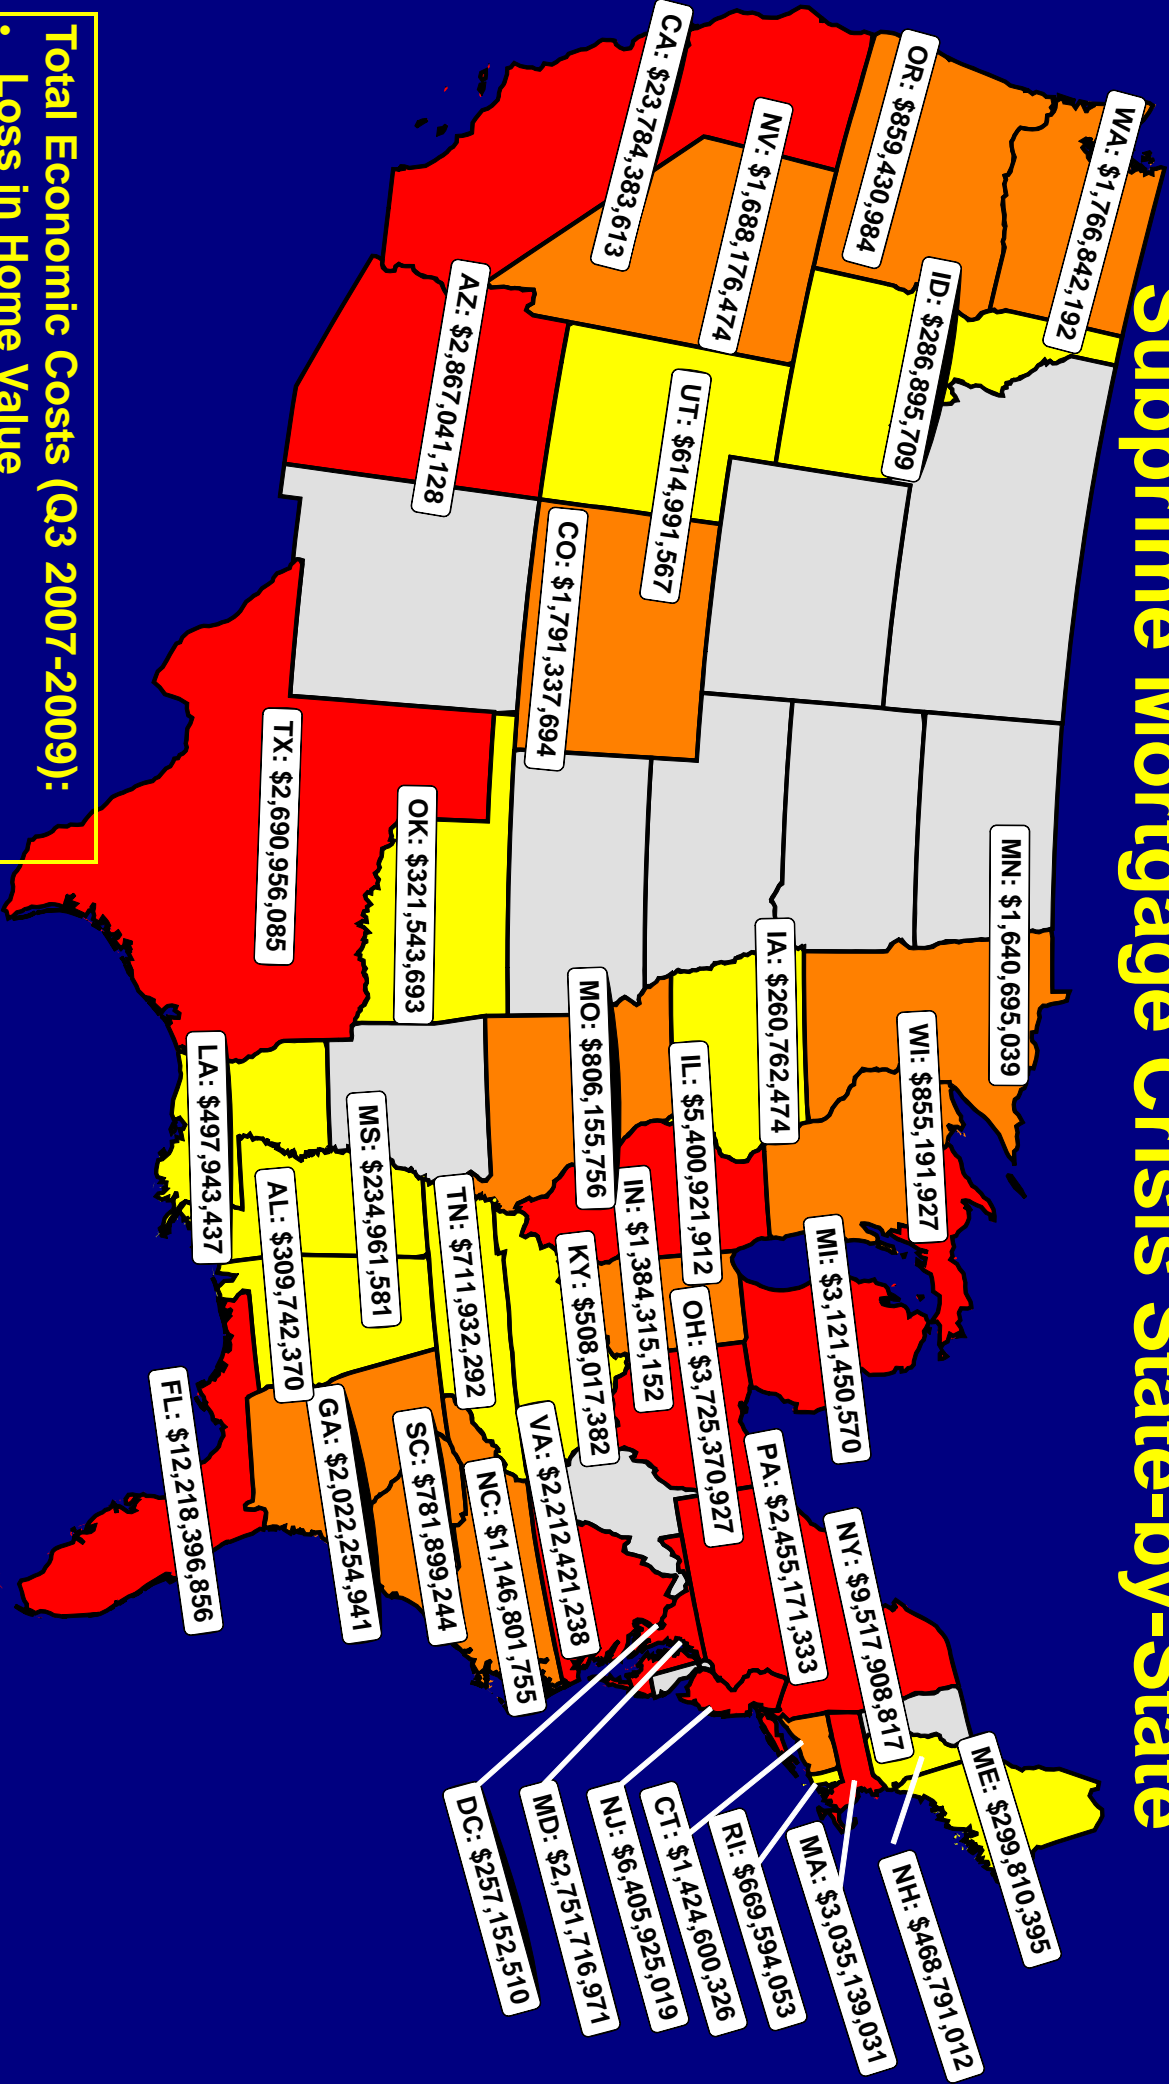 Subprime Mortgage Crisis State-by-State
WA: $1,766,842,192
OR: $859,430,984
CA: $23,784,383,613
NV: $1,688,176,474
ID: $286,895,709
UT: $614,991,567
AZ: $2,867,041,128
CO: $1,791,337,694
TX: $2,690,956,085
OK: $321,543,693
MN: $1,640,695,039
IA: $260,762,474
MO: $806,155,756
WI: $855,191,927
IL: $5,400,921,912
IN: $1,384,315,152
MI: $3,121,450,570
OH: $3,725,370,927
KY: $508,017,382
TN: $711,932,292
MS: $234,961,581
LA: $497,943,437
AL: $309,742,370
GA: $2,022,254,941
FL: $12,218,396,856
SC: $781,899,244
NC: $1,146,801,755
VA: $2,212,421,238
PA: $2,455,171,333
NY: $9,517,908,817
ME: $299,810,395
NH: $468,791,012
MA: $3,035,139,031
RI: $669,594,053
CT: $1,424,600,326
NJ: $6,405,925,019
MD: $2,751,716,971
DC: $257,152,510
Total Economic Costs (Q3 2007-2009):
• Loss in Home Value